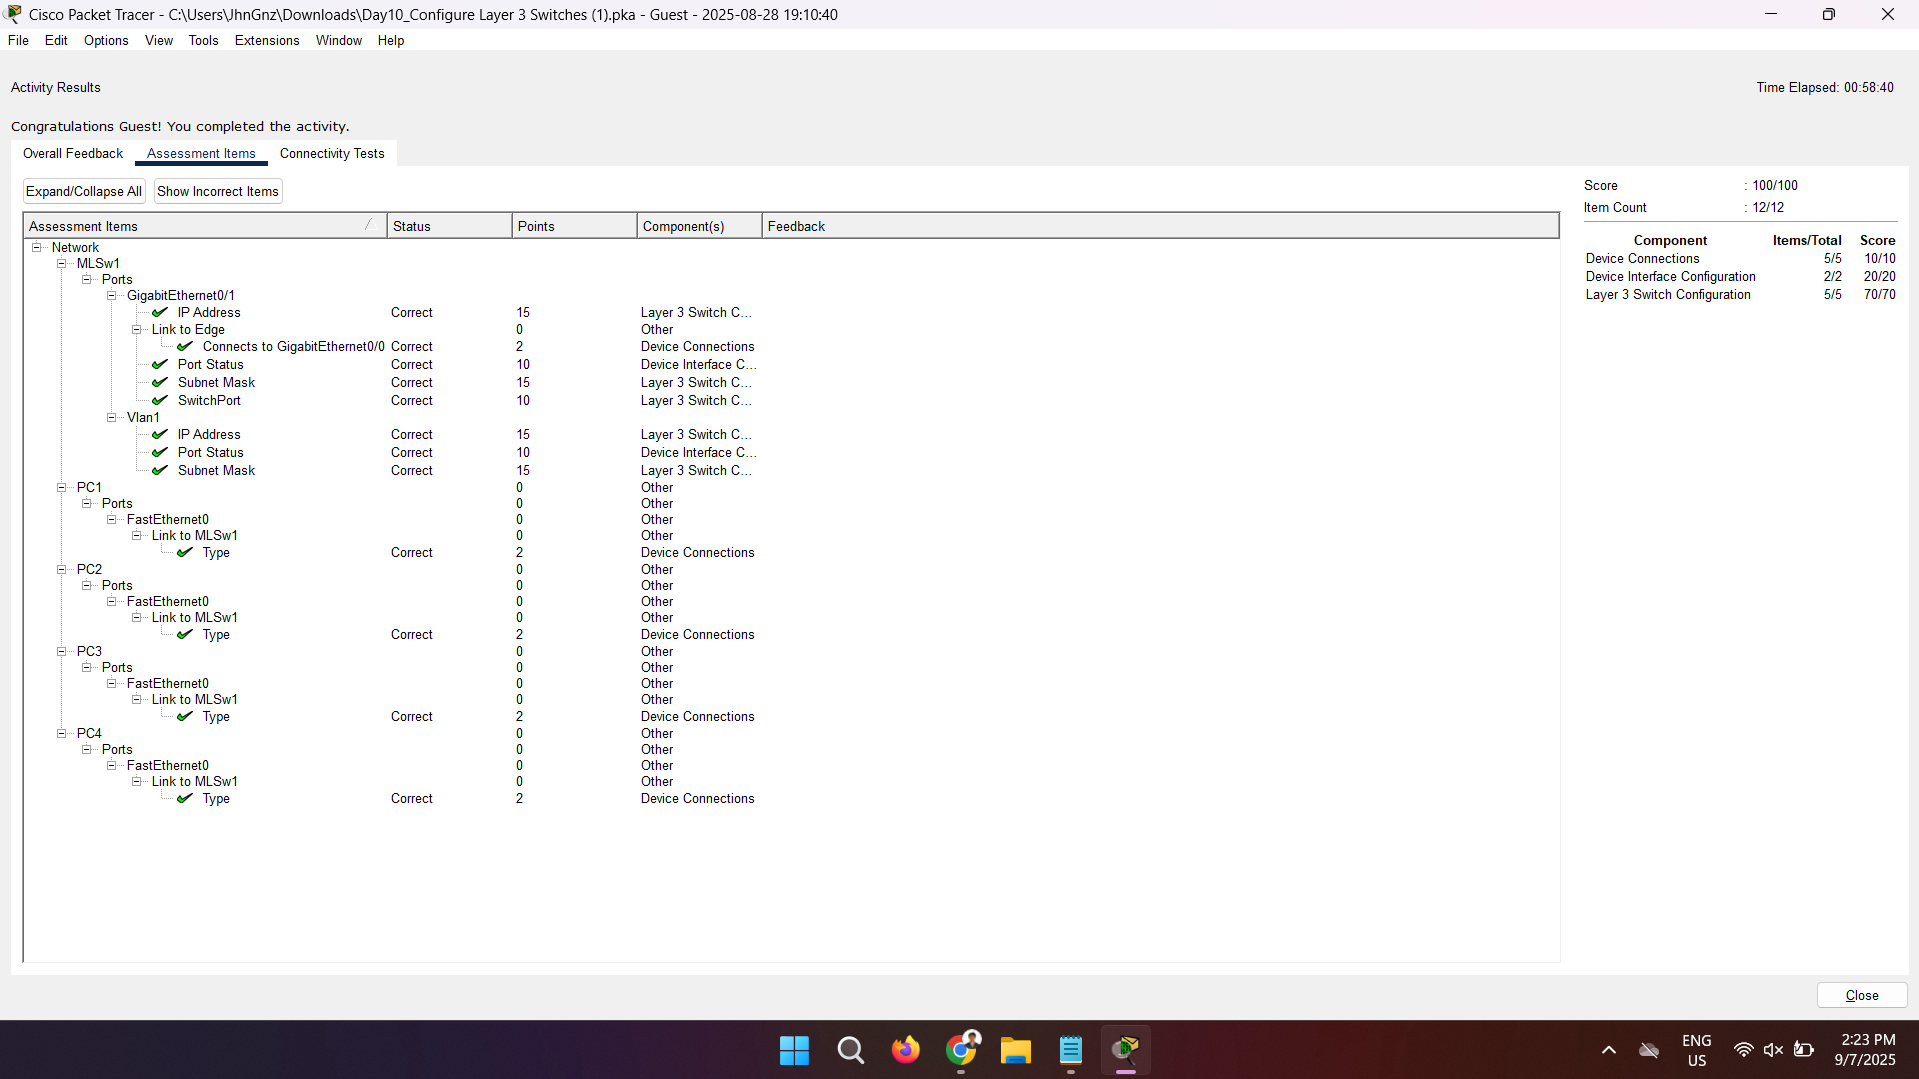 Cisco Packet Tracer - C:\Users\JhnGnz\Downloads\Day10_Configure Layer 3 Switches (1).pka - Guest - 2025-08-28 19:10:40
File Edit Options View Tools Extensions Window Help
Activity Results
Time Elapsed: 00:58:40
Congratulations Guest! You completed the activity.
Overall Feedback Assessment Items Connectivity Tests
Expand/Collapse All Show Incorrect Items
Assessment Items Status Points Component(s) Feedback
Network
MLSw1
Ports
GigabitEthernet0/1
IP Address Correct 15 Layer 3 Switch C...
Link to Edge 0 Other
Connects to GigabitEthernet0/0 Correct 2 Device Connections
Port Status Correct 10 Device Interface C...
Subnet Mask Correct 15 Layer 3 Switch C...
SwitchPort Correct 10 Layer 3 Switch C...
Vlan1
IP Address Correct 15 Layer 3 Switch C...
Port Status Correct 10 Device Interface C...
Subnet Mask Correct 15 Layer 3 Switch C...
PC1 0 Other
Ports 0 Other
FastEthernet0 0 Other
Link to MLSw1 0 Other
Type Correct 2 Device Connections
PC2 0 Other
Ports 0 Other
FastEthernet0 0 Other
Link to MLSw1 0 Other
Type Correct 2 Device Connections
PC3 0 Other
Ports 0 Other
FastEthernet0 0 Other
Link to MLSw1 0 Other
Type Correct 2 Device Connections
PC4 0 Other
Ports 0 Other
FastEthernet0 0 Other
Link to MLSw1 0 Other
Type Correct 2 Device Connections
Score : 100/100
Item Count : 12/12
Component Items/Total Score
Device Connections 5/5 10/10
Device Interface Configuration 2/2 20/20
Layer 3 Switch Configuration 5/5 70/70
Close
ENG
US
2:23 PM
9/7/2025